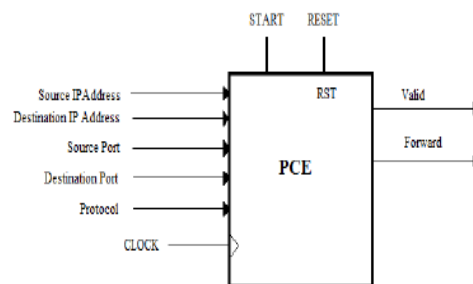 START RESET
Source IPAddress
Destination IP Address
Source Port
Destination Port
Protocol
CLOCK
RST
PCE
Valid
Forward